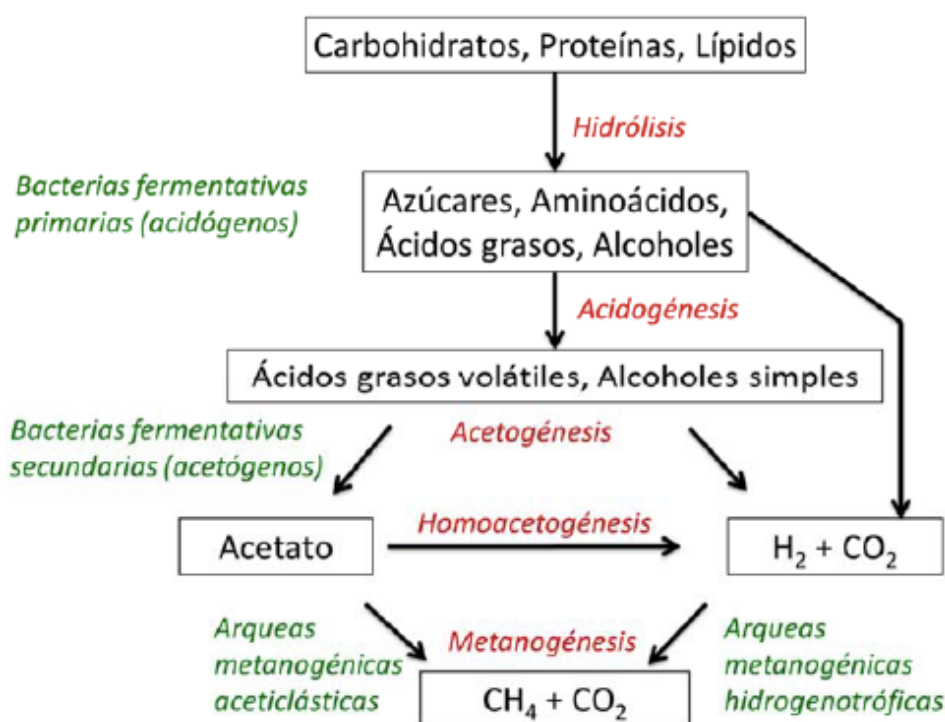 Carbohidratos, Proteínas, Lípidos
Hidrólisis
Bacterias fermentativas
primarias (acidógenos)
Azúcares, Aminoácidos,
Ácidos grasos, Alcoholes
Acidogénesis
Ácidos grasos volátiles, Alcoholes simples
Bacterias fermentativas
secundarias (acetógenos)
Acetogénesis
Homoacetogénesis
Acetato
H₂ + CO₂
Arqueas
metanogénicas
aceticlásticas
Metanogénesis
Arqueas
metanogénicas
hidrogenotróficas
CH₄ + CO₂